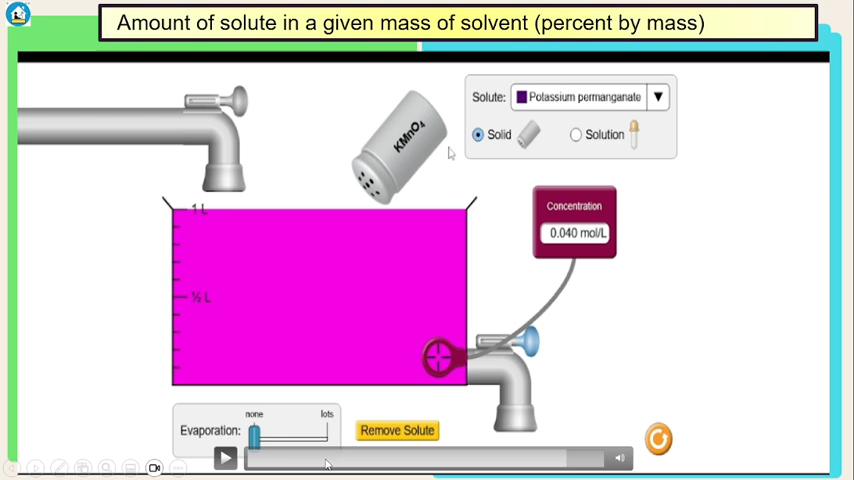 Amount of solute in a given mass of solvent (percent by mass)
Solute: Potassium permanganate
Solid Solution
KMnO4
Concentration
0.040 mol/L
1 L
½ L
none lots
Evaporation:
Remove Solute